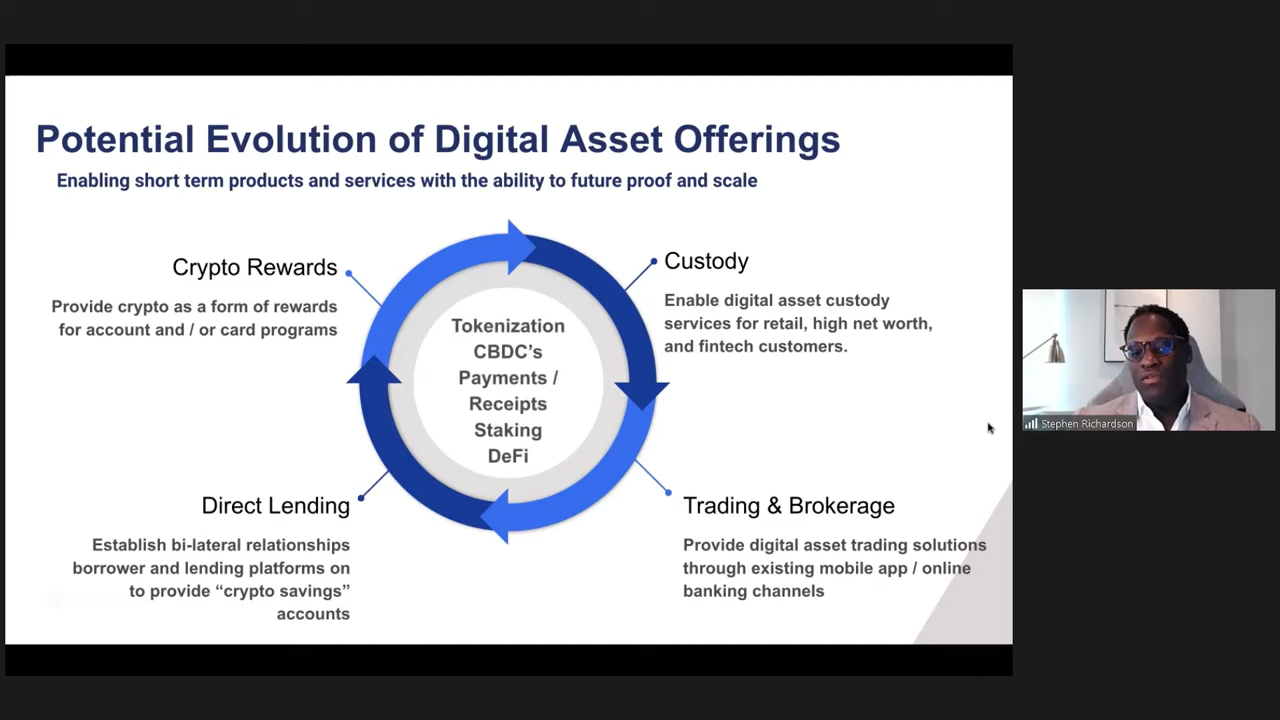 Potential Evolution of Digital Asset Offerings
Enabling short term products and services with the ability to future proof and scale
Crypto Rewards
Provide crypto as a form of rewards
for account and / or card programs
Custody
Enable digital asset custody
services for retail, high net worth,
and fintech customers.
Tokenization
CBDC's
Payments /
Receipts
Staking
DeFi
Direct Lending
Establish bi-lateral relationships
borrower and lending platforms on
to provide “crypto savings”
accounts
Trading & Brokerage
Provide digital asset trading solutions
through existing mobile app / online
banking channels
Stephen Richardson